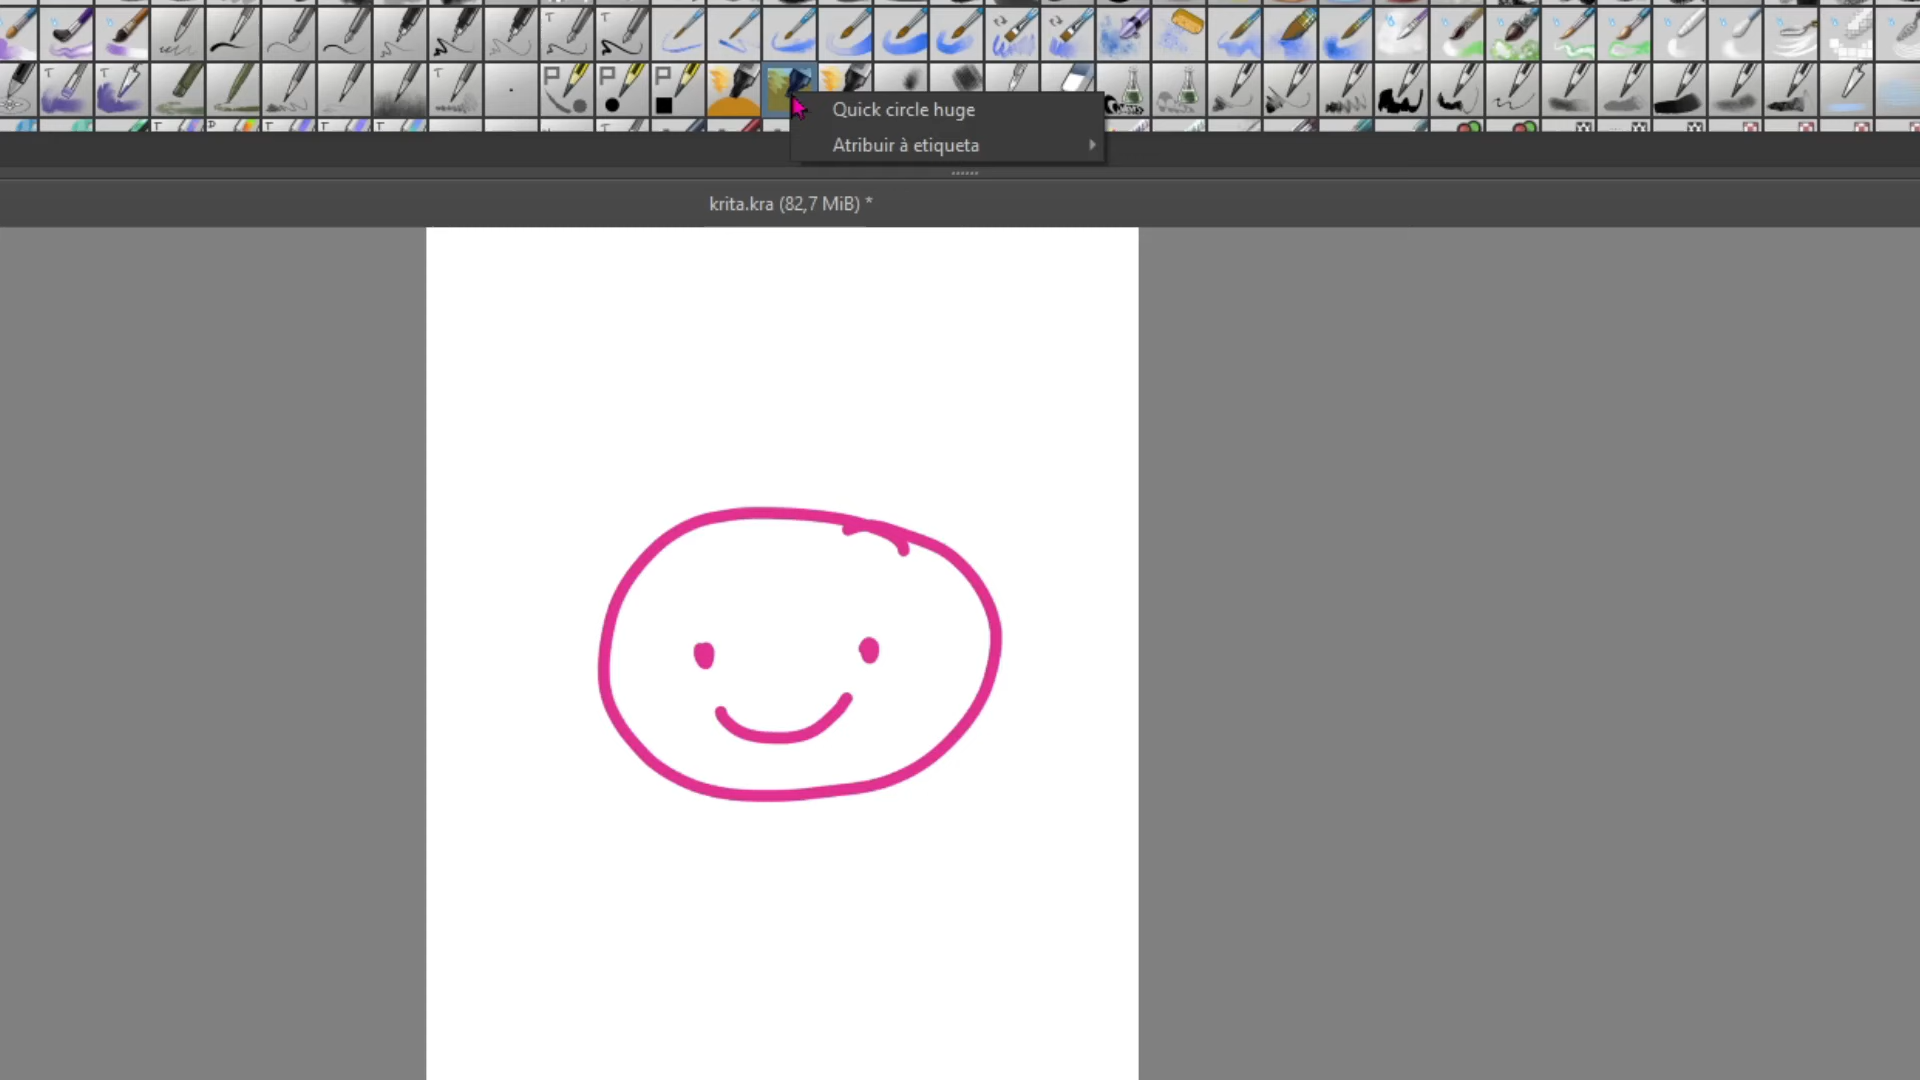 Quick circle huge
Atribuir à etiqueta
krita.kra (82,7 MiB) *